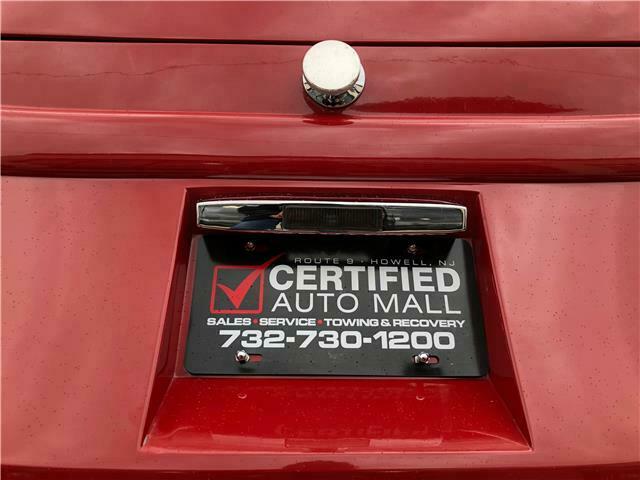 ROUTE 9 • HOWELL, NJ
CERTIFIED
AUTO MALL
SALES • SERVICE • TOWING & RECOVERY
732-730-1200